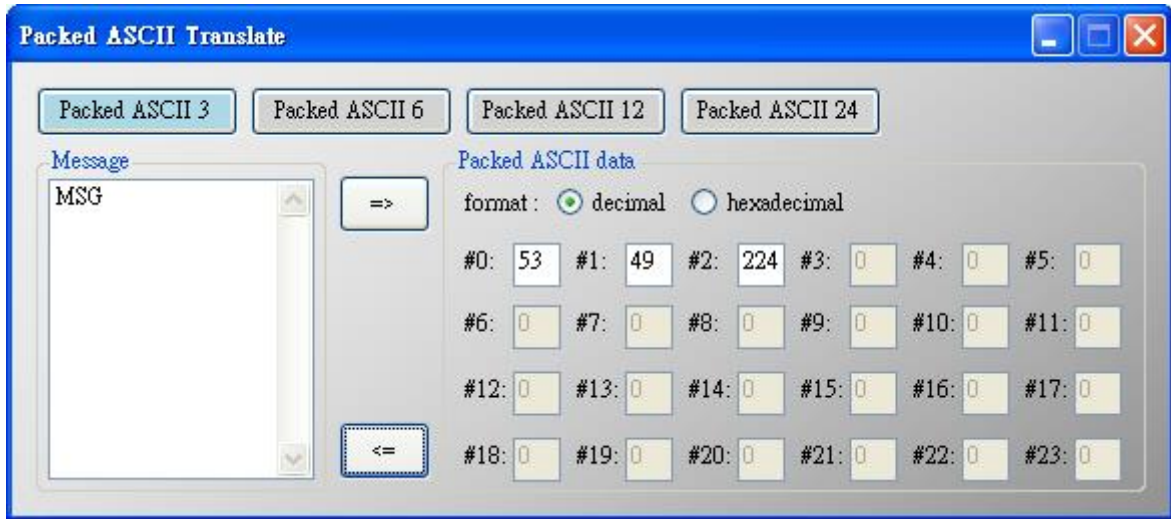 Packed ASCII Translate
Packed ASCII 3 Packed ASCII 6 Packed ASCII 12 Packed ASCII 24
Message
MSG
=>
<=
Packed ASCII data
format : decimal hexadecimal
#0: 53 #1: 49 #2: 224 #3: 0 #4: 0 #5: 0
#6: 0 #7: 0 #8: 0 #9: 0 #10: 0 #11: 0
#12: 0 #13: 0 #14: 0 #15: 0 #16: 0 #17: 0
#18: 0 #19: 0 #20: 0 #21: 0 #22: 0 #23: 0